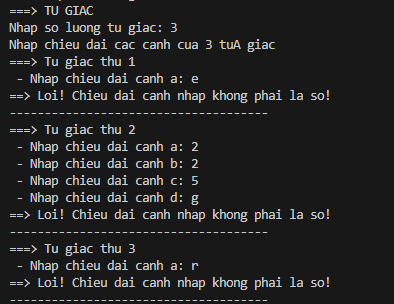 ===> TU GIAC
Nhap so luong tu giac: 3
Nhap chieu dai cac canh cua 3 tuA giac
===> Tu giac thu 1
 - Nhap chieu dai canh a: e
==> Loi! Chieu dai canh nhap khong phai la so!
-------------------------------------
===> Tu giac thu 2
 - Nhap chieu dai canh a: 2
 - Nhap chieu dai canh b: 2
 - Nhap chieu dai canh c: 5
 - Nhap chieu dai canh d: g
==> Loi! Chieu dai canh nhap khong phai la so!
-------------------------------------
===> Tu giac thu 3
 - Nhap chieu dai canh a: r
==> Loi! Chieu dai canh nhap khong phai la so!
-------------------------------------